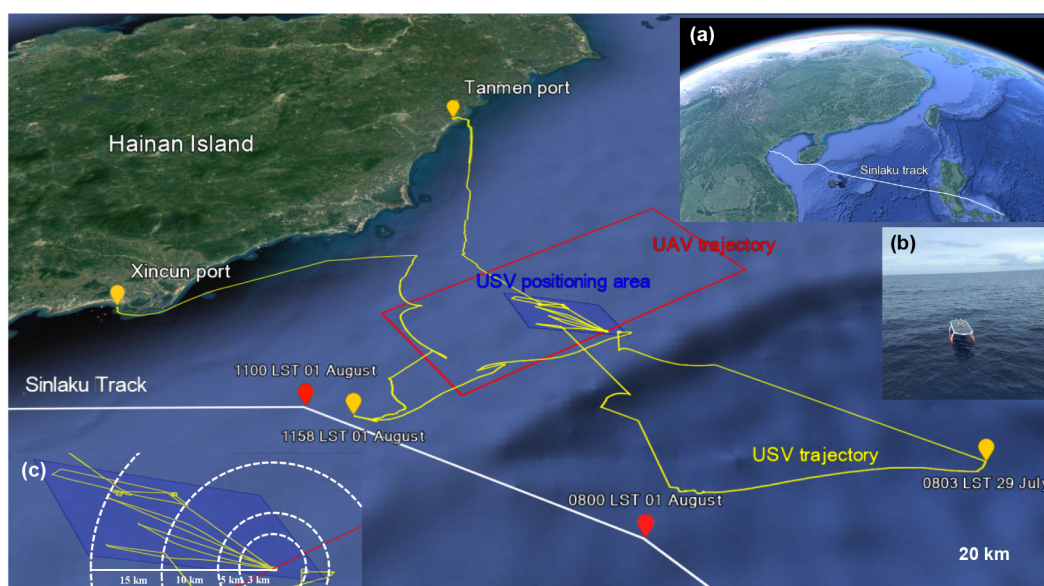 (a)
Tanmen port
Hainan Island
Sinlaku track
(b)
UAV trajectory
Xincun port
USV positioning area
1100 LST 01 August
Sinlaku Track
1158 LST 01 August
USV trajectory
0803 LST 29 July
(c)
0800 LST 01 August
20 km
15 km
10 km
5 km
3 km